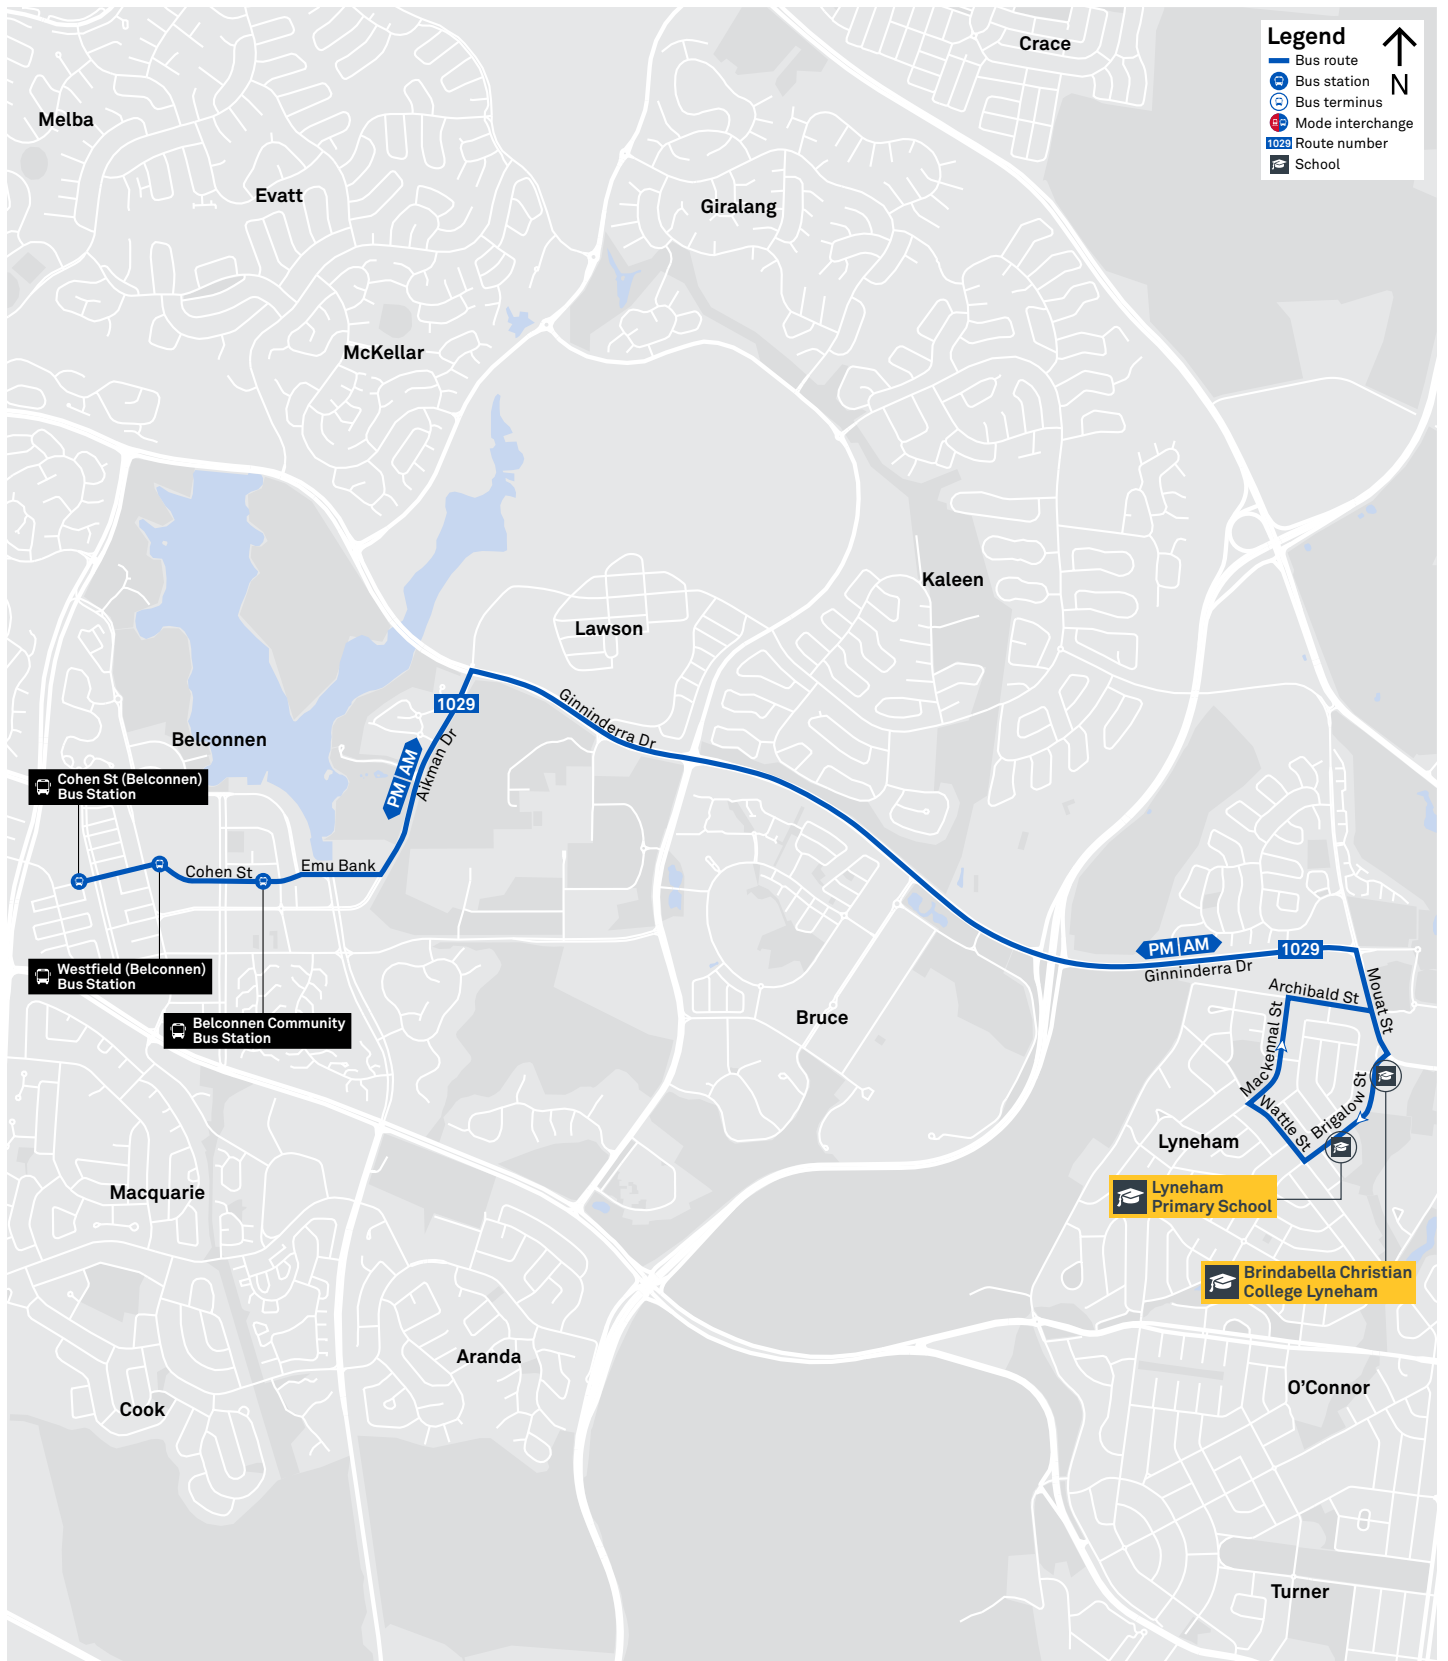 Crace
Legend
N
Bus route
Bus station
Bus terminus
Mode interchange
1029 Route number
School
Melba
Evatt
Giralang
McKellar
Kaleen
Lawson
1029
Ginninderra Dr
Belconnen
PM AM
Aikman Dr
Cohen St (Belconnen)
Bus Station
Cohen St
Emu Bank
Westfield (Belconnen)
Bus Station
Belconnen Community
Bus Station
PM AM
1029
Ginninderra Dr
Archibald St
Mouat St
Mackennal St
Bruce
Wattle St
Brigalow St
Lyneham
Macquarie
Lyneham
Primary School
Brindabella Christian
College Lyneham
Aranda
O'Connor
Cook
Turner